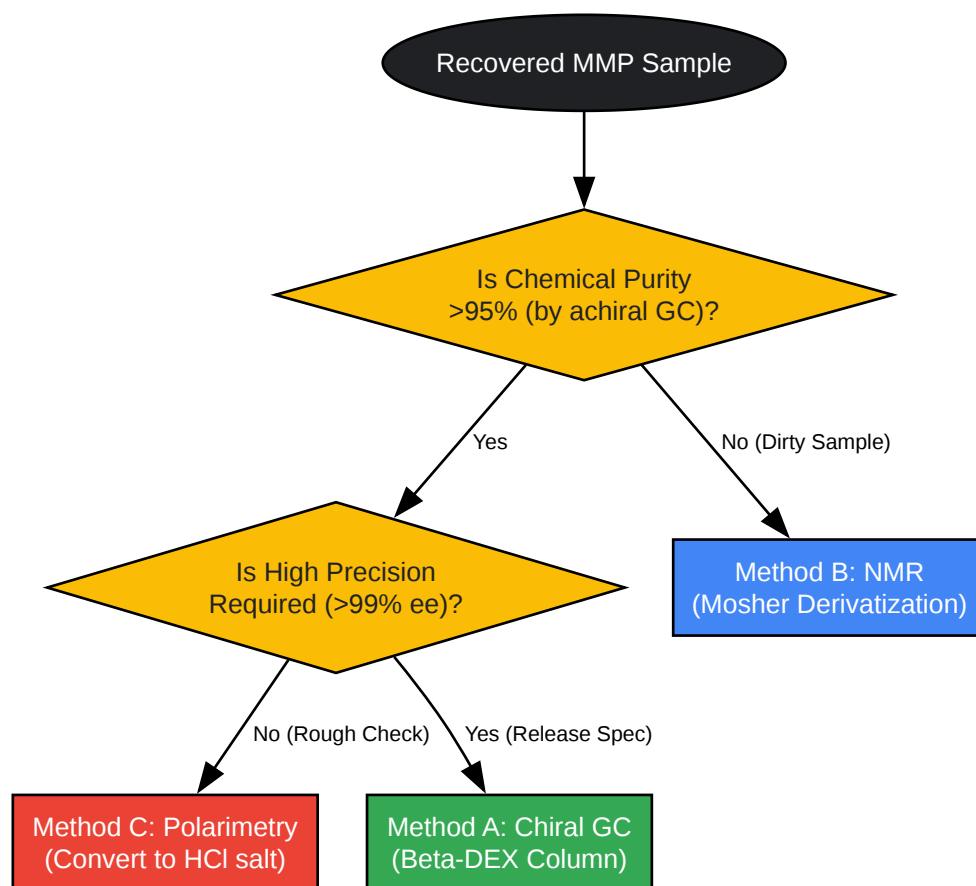 Recovered MMP Sample
Is Chemical Purity
>95% (by achiral GC)?
Yes
No (Dirty Sample)
Is High Precision
Required (>99% ee)?
Method B: NMR
(Mosher Derivatization)
No (Rough Check)
Yes (Release Spec)
Method C: Polarimetry
(Convert to HCl salt)
Method A: Chiral GC
(Beta-DEX Column)